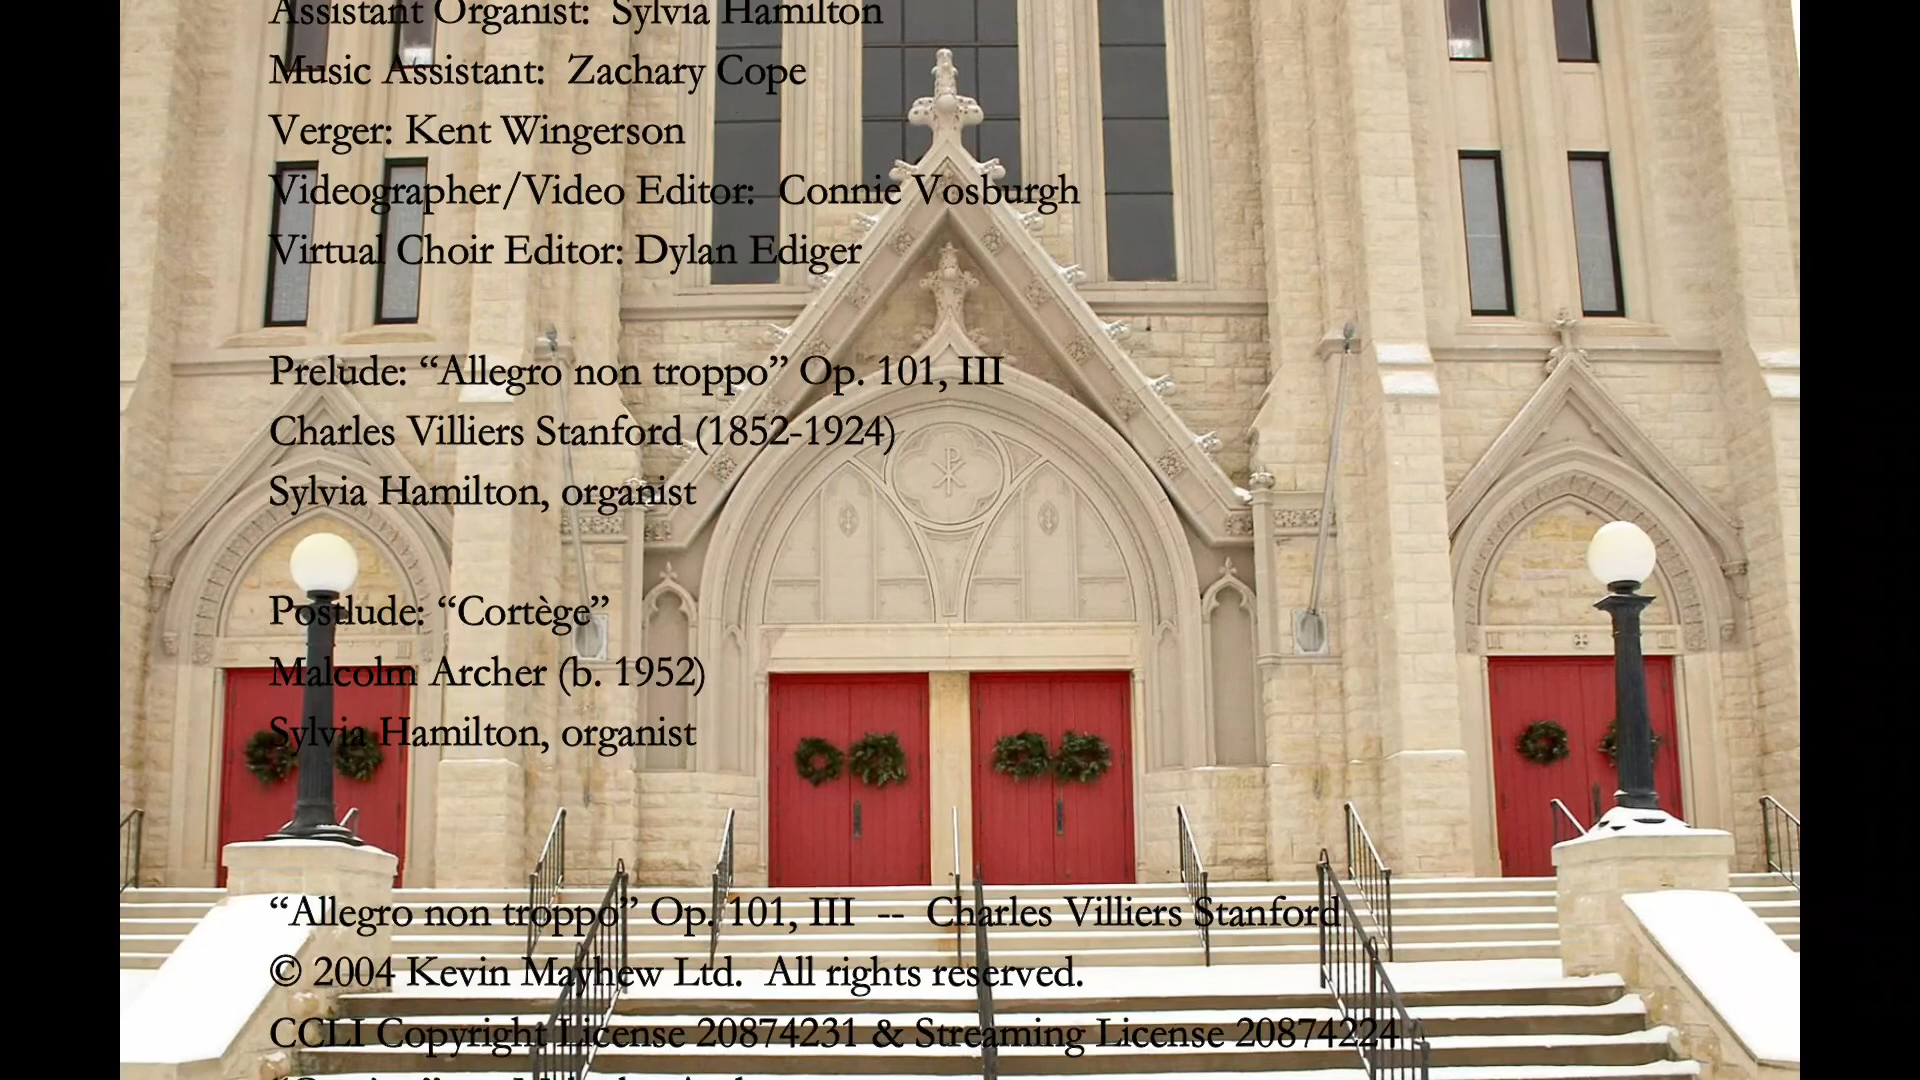 Assistant Organist: Sylvia Hamilton
Music Assistant: Zachary Cope
Verger: Kent Wingerson
Videographer/Video Editor: Connie Vosburgh
Virtual Choir Editor: Dylan Ediger
Prelude: “Allegro non troppo” Op. 101, III
Charles Villiers Stanford (1852-1924)
Sylvia Hamilton, organist
Postlude: “Cortège”
Malcolm Archer (b. 1952)
Sylvia Hamilton, organist
“Allegro non troppo” Op. 101, III -- Charles Villiers Stanford
© 2004 Kevin Mayhew Ltd. All rights reserved.
CCLI Copyright License 20874231 & Streaming License 20874224